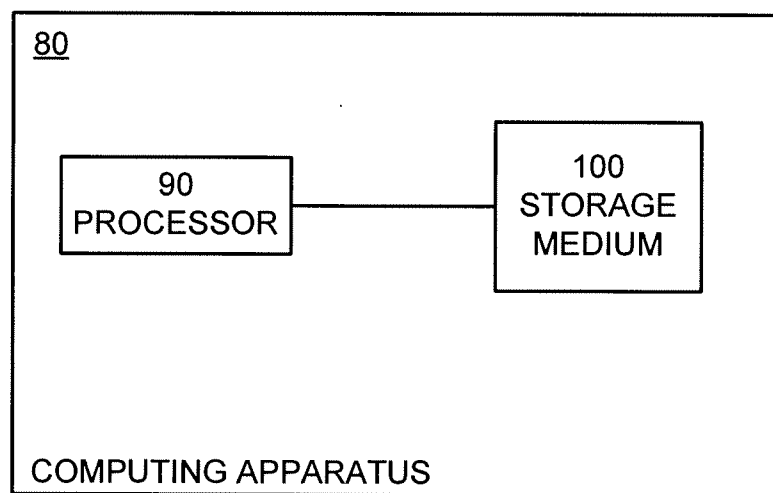 80
90
PROCESSOR
100
STORAGE
MEDIUM
COMPUTING APPARATUS